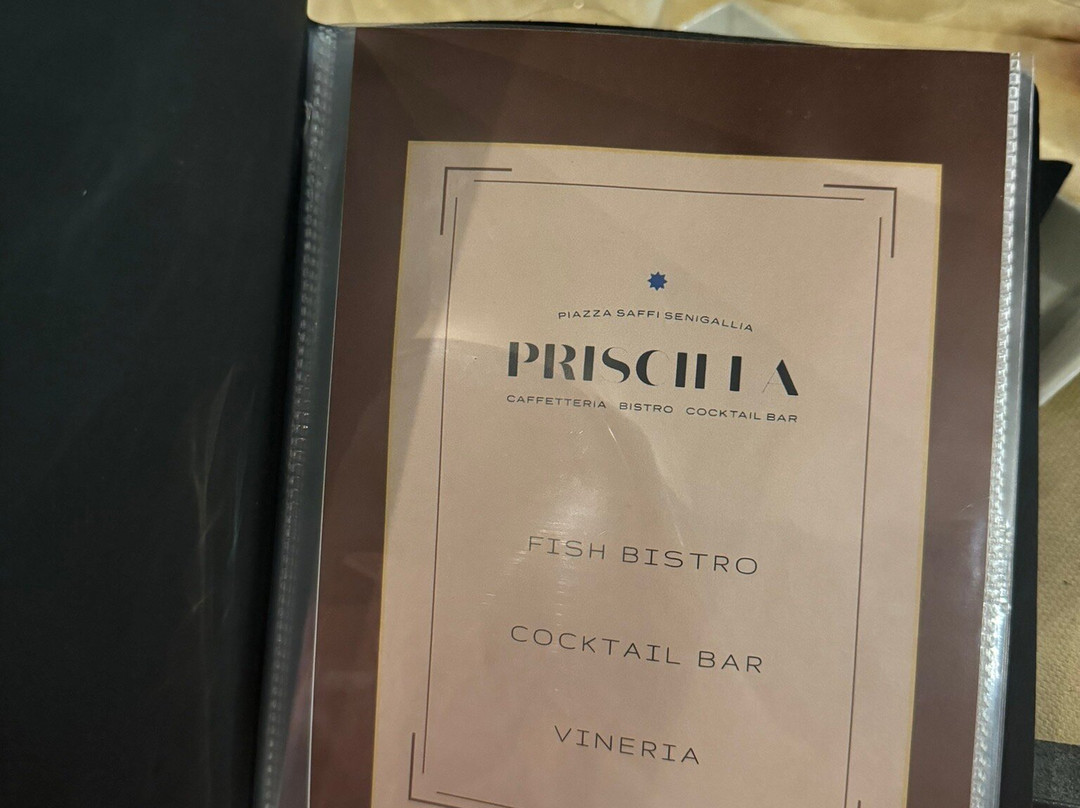 PIAZZA SAFFI SENIGALLIA
PRISCILLA
CAFFETTERIA BISTRO COCKTAIL BAR
FISH BISTRO
COCKTAIL BAR
VINERIA